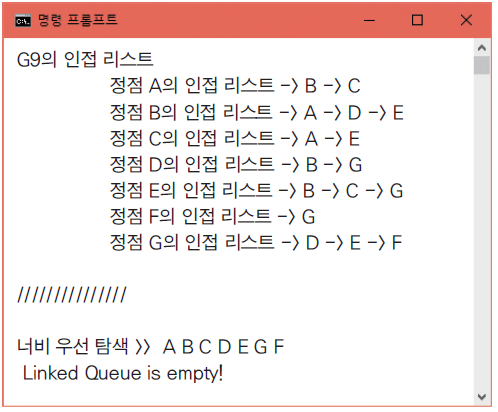 명령 프롬프트
G9의 인접 리스트
정점 A의 인접 리스트 -> B -> C
정점 B의 인접 리스트 -> A -> D -> E
정점 C의 인접 리스트 -> A -> E
정점 D의 인접 리스트 -> B -> G
정점 E의 인접 리스트 -> B -> C -> G
정점 F의 인접 리스트 -> G
정점 G의 인접 리스트 -> D -> E -> F
///////////////
너비 우선 탐색 >> A B C D E G F
Linked Queue is empty!